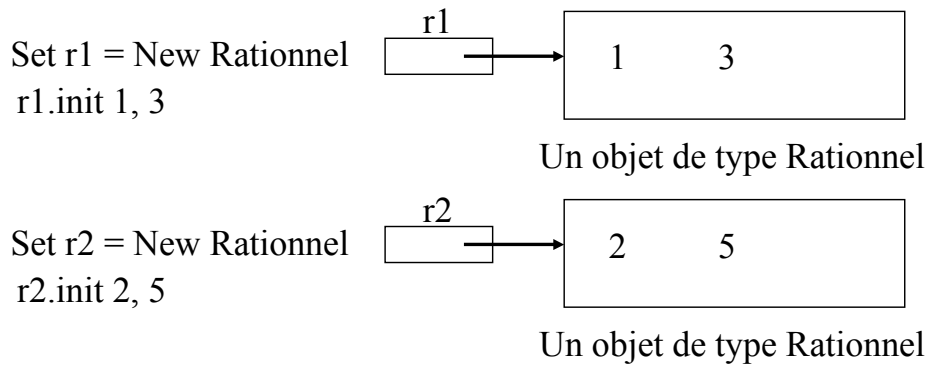 r1
Set r1 = New Rationnel
1 3
r1.init 1, 3
Un objet de type Rationnel
r2
Set r2 = New Rationnel
2 5
r2.init 2, 5
Un objet de type Rationnel